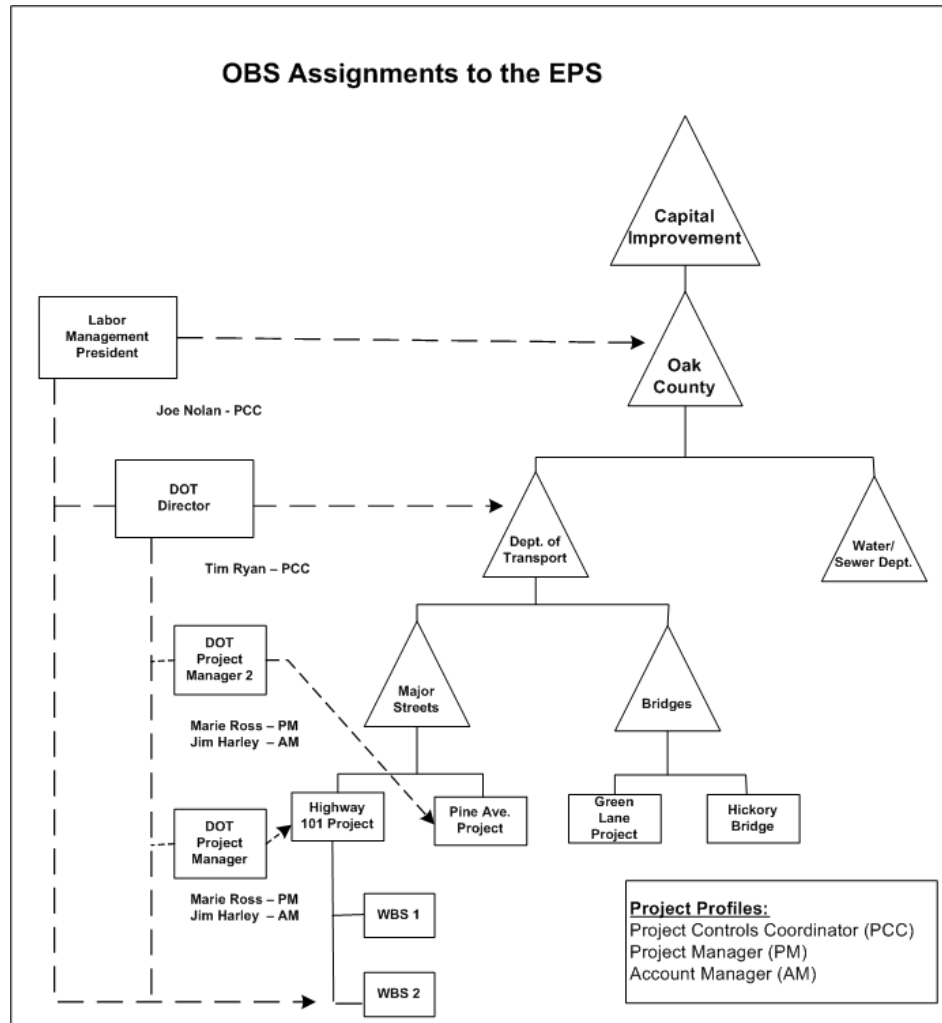 OBS Assignments to the EPS
Capital
Improvement
Labor
Management
President
Oak
County
Joe Nolan - PCC
DOT
Director
Dept. of
Transport
Water/
Sewer Dept.
Tim Ryan – PCC
DOT
Project
Manager 2
Major
Streets
Bridges
Marie Ross – PM
Jim Harley – AM
Highway
101 Project
Pine Ave.
Project
Green
Lane
Project
Hickory
Bridge
DOT
Project
Manager
Marie Ross – PM
Jim Harley – AM
WBS 1
WBS 2
Project Profiles:
Project Controls Coordinator (PCC)
Project Manager (PM)
Account Manager (AM)